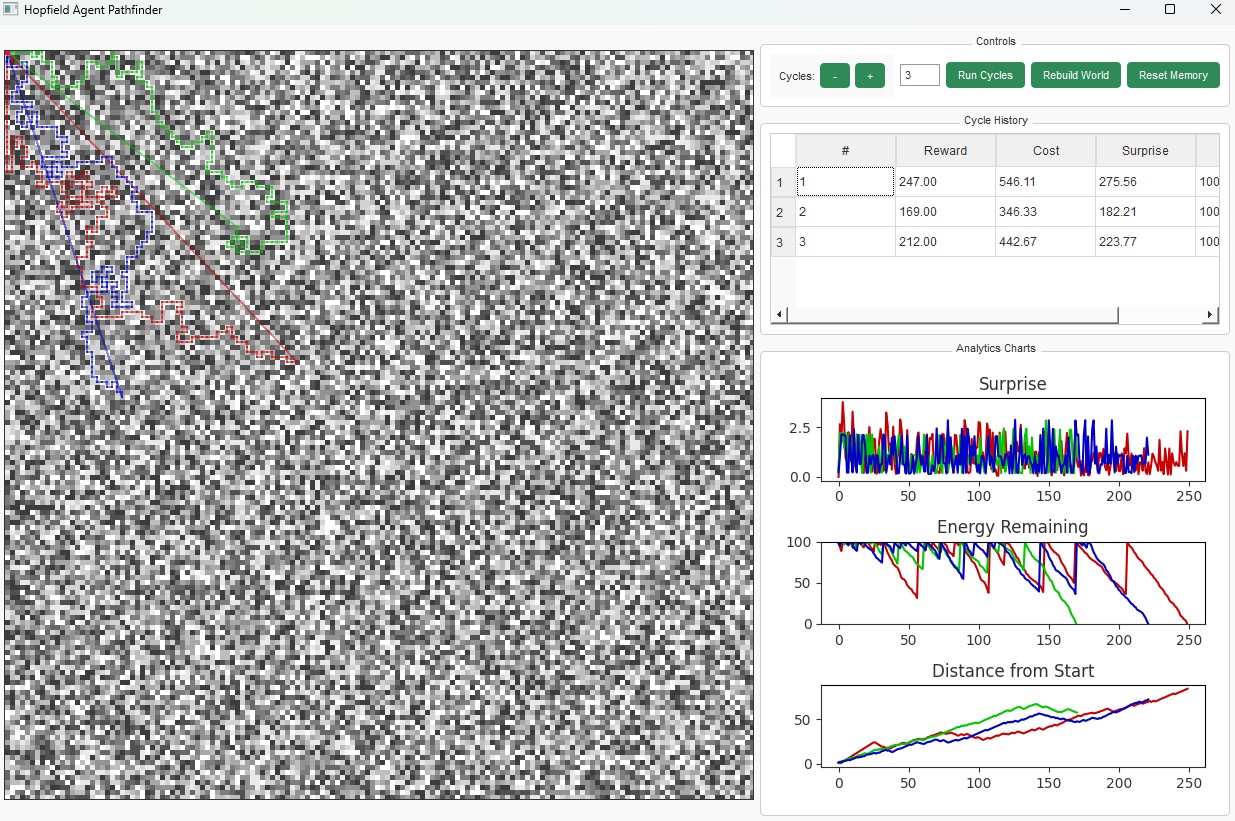 Hopfield Agent Pathfinder
Controls
Cycles: - + 3 Run Cycles Rebuild World Reset Memory
Cycle History
# Reward Cost Surprise
1 1 247.00 546.11 275.56 100
2 2 169.00 346.33 182.21 100
3 3 212.00 442.67 223.77 100
Analytics Charts
Surprise
2.5
0.0
0 50 100 150 200 250
Energy Remaining
100
50
0
0 50 100 150 200 250
Distance from Start
50
0
0 50 100 150 200 250